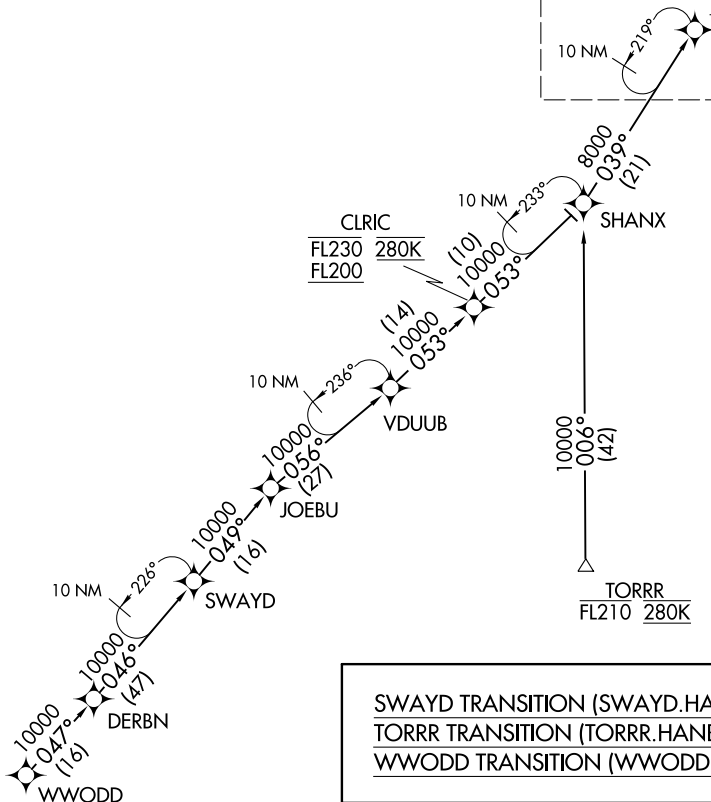 219°
10 NM
8000
039°
(21)
10 NM
233°
SHANX
CLRIC
FL230 280K
FL200
(10)
10000
053°
(14)
10000
053°
10 NM
236°
VDUUB
10000
006°
(42)
10000
056°
(27)
JOEBU
10000
049°
(16)
10 NM
226°
SWAYD
TORRR
FL210 280K
10000
046°
(47)
DERBN
10000
047°
(16)
WWODD
SWAYD TRANSITION (SWAYD.HA
TORRR TRANSITION (TORRR.HAN
WWODD TRANSITION (WWODD